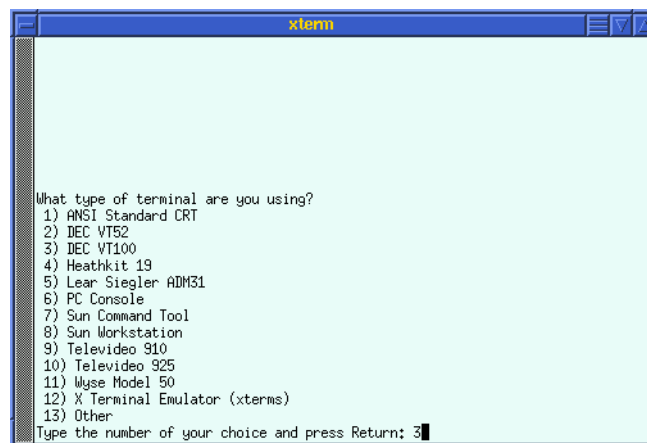 xterm
What type of terminal are you using?
1) ANSI Standard CRT
2) DEC VT52
3) DEC VT100
4) Heathkit 19
5) Lear Siegler ADM31
6) PC Console
7) Sun Command Tool
8) Sun Workstation
9) Televideo 910
10) Televideo 925
11) Wyse Model 50
12) X Terminal Emulator (xterms)
13) Other
Type the number of your choice and press Return: 3